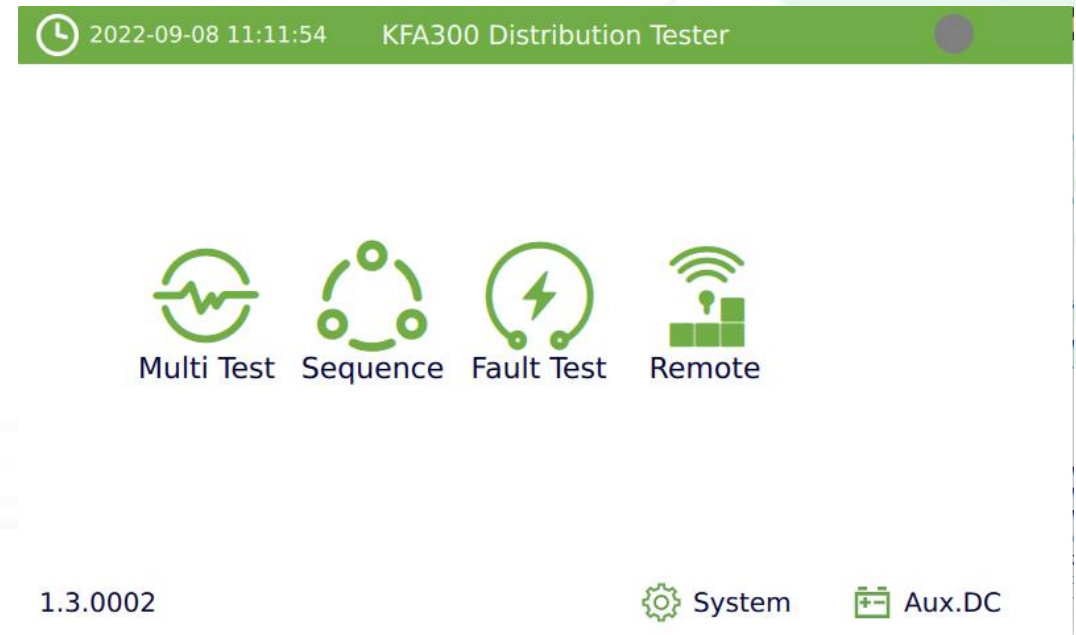 2022-09-08 11:11:54 KFA300 Distribution Tester
Multi Test Sequence Fault Test Remote
1.3.0002 System Aux.DC